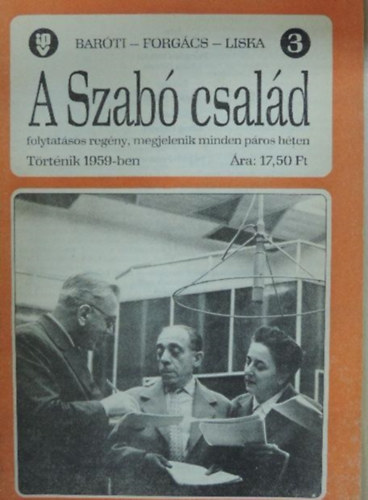 BARÓTI – FORGÁCS – LISKA 3
A Szabó család
folytatásos regény, megjelenik minden páros héten
Történik 1959-ben Ára: 17,50 Ft